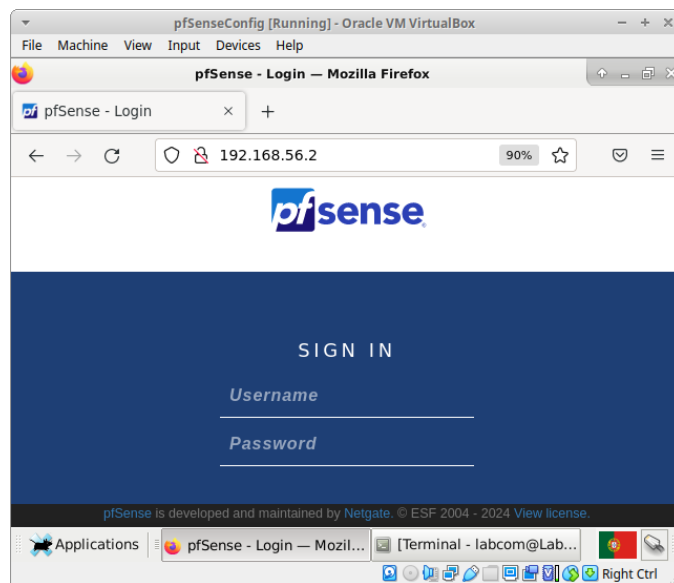 pfSenseConfig [Running] - Oracle VM VirtualBox
File Machine View Input Devices Help
pfSense - Login — Mozilla Firefox
pf pfSense - Login
192.168.56.2 90%
pfsense
SIGN IN
Username
Password
pfSense is developed and maintained by Netgate. © ESF 2004 - 2024 View license.
Applications pfSense - Login — Mozil... [Terminal - labcom@Lab...
Right Ctrl